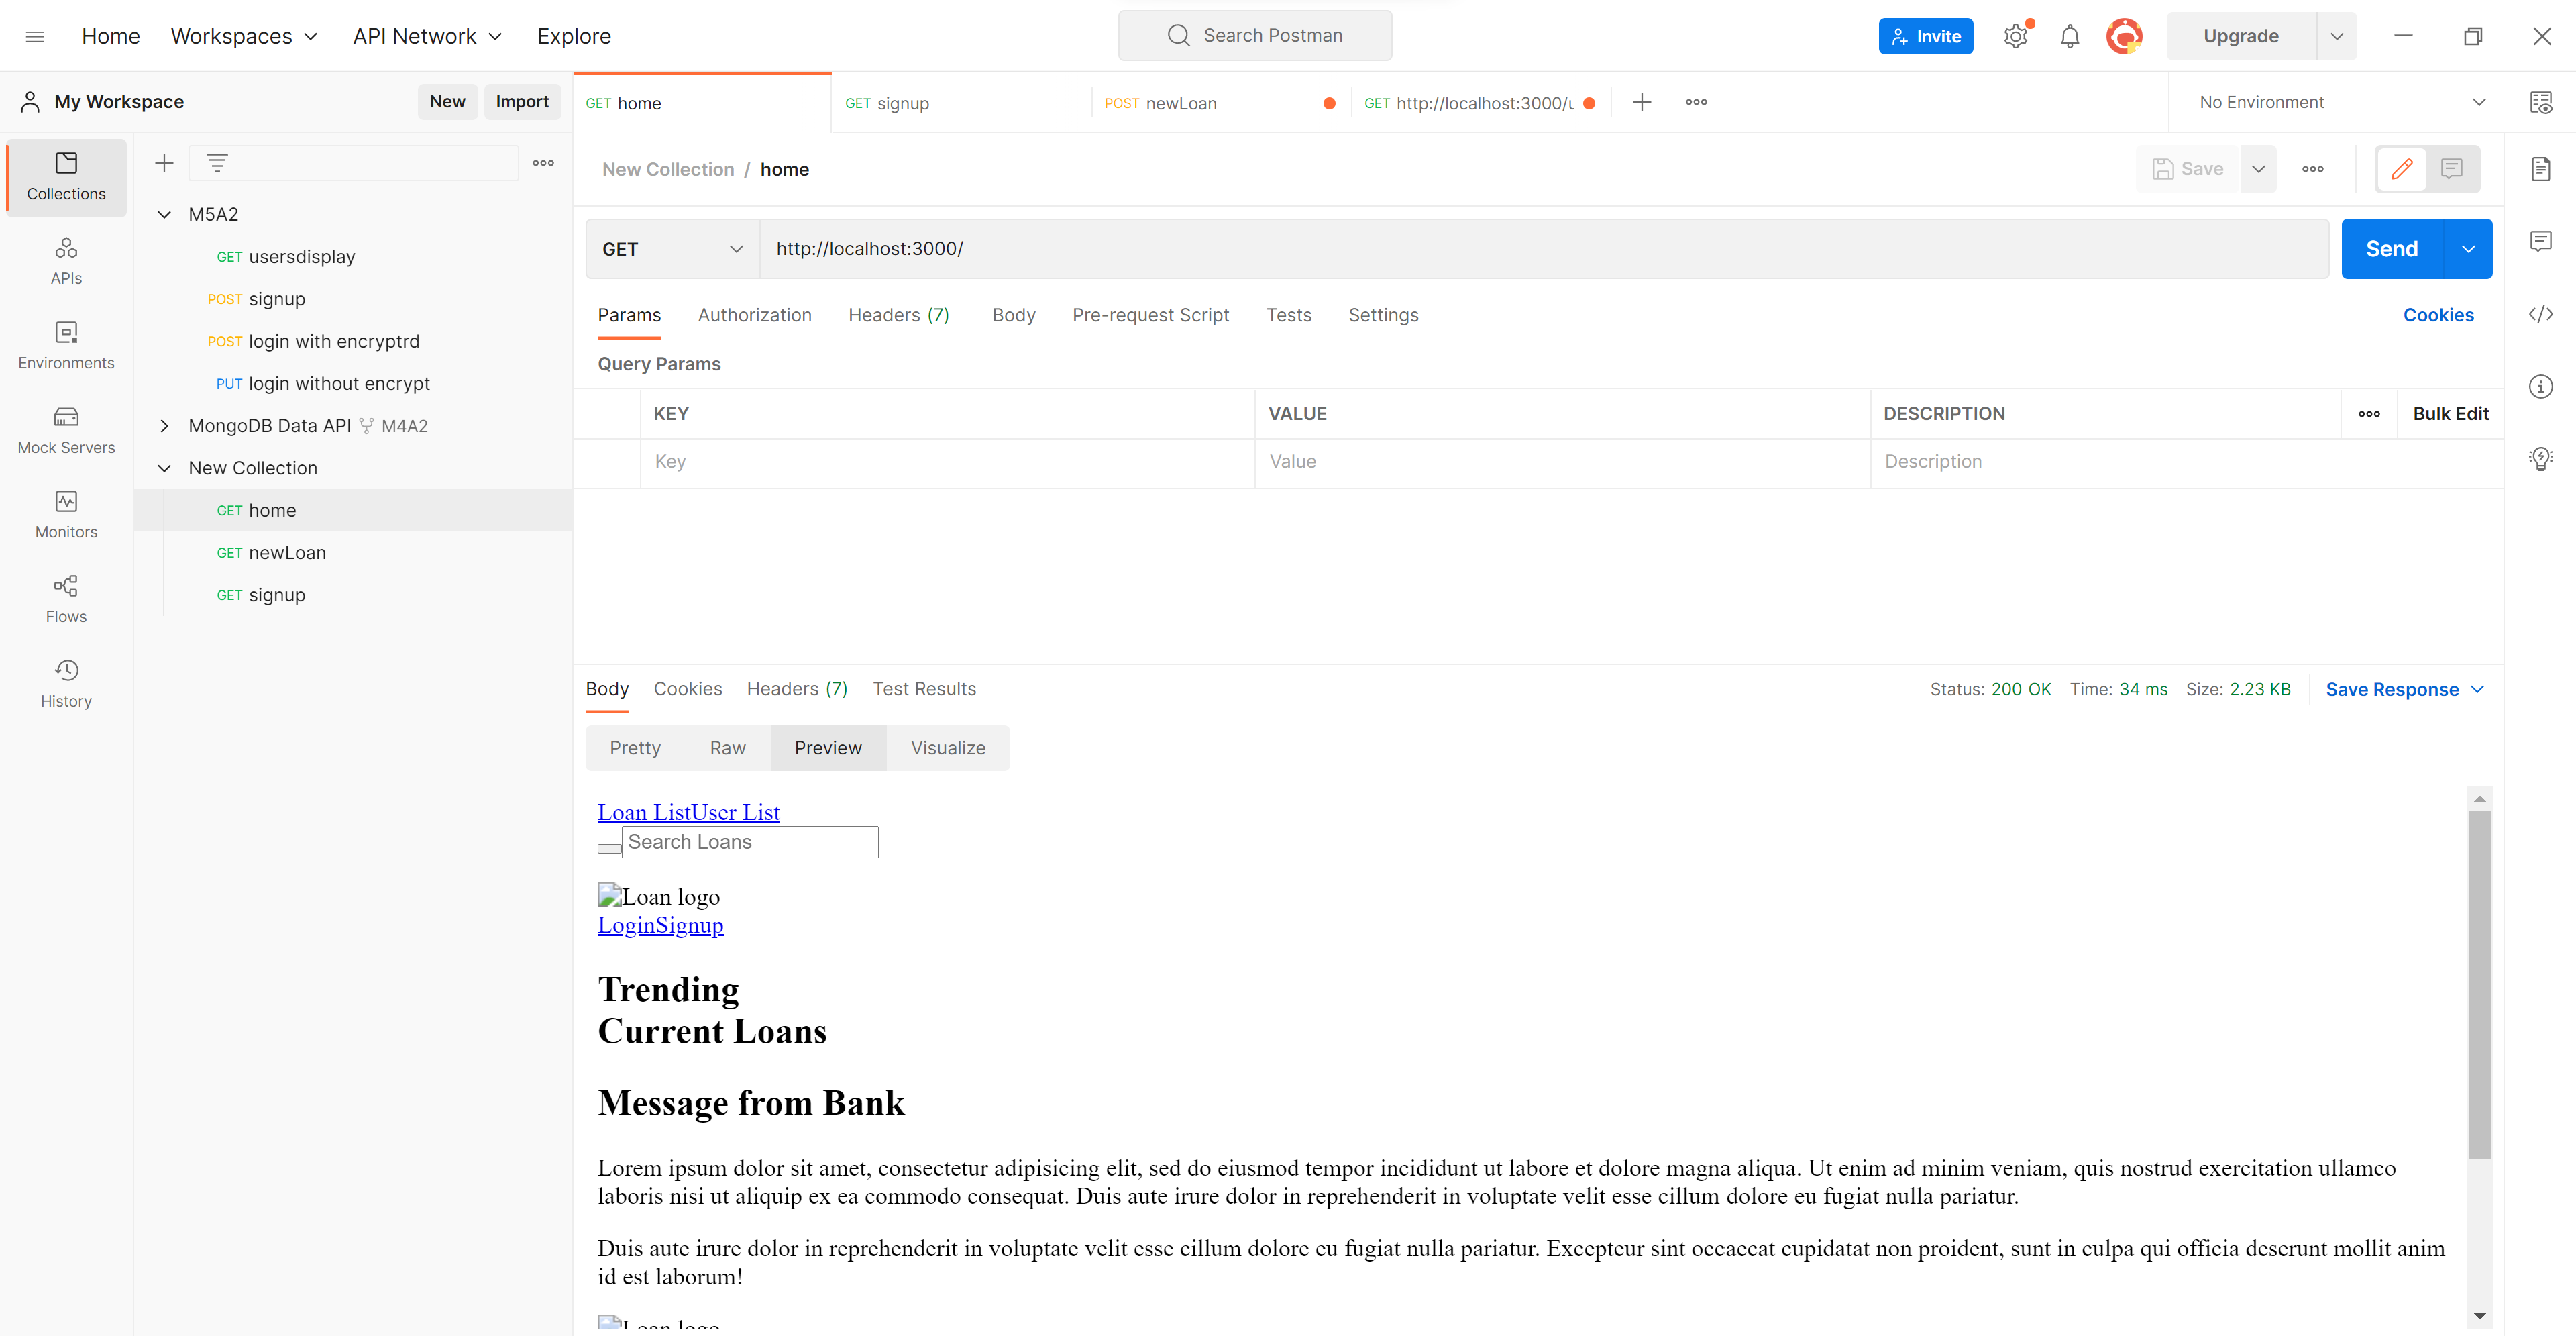 Home Workspaces API Network Explore Search Postman Invite Upgrade
My Workspace New Import
GET home GET signup POST newLoan GET http://localhost:3000/u No Environment
Collections
APIs
Environments
Mock Servers
Monitors
Flows
History
M5A2
GET usersdisplay
POST signup
POST login with encryptrd
PUT login without encrypt
MongoDB Data API M4A2
New Collection
GET home
GET newLoan
GET signup
New Collection / home Save
GET http://localhost:3000/ Send
Params Authorization Headers (7) Body Pre-request Script Tests Settings Cookies
Query Params
KEY VALUE DESCRIPTION Bulk Edit
Key Value Description
Body Cookies Headers (7) Test Results Status: 200 OK Time: 34 ms Size: 2.23 KB Save Response
Pretty Raw Preview Visualize
Loan ListUser List
Search Loans
Loan logo
LoginSignup
Trending
Current Loans
Message from Bank
Lorem ipsum dolor sit amet, consectetur adipisicing elit, sed do eiusmod tempor incididunt ut labore et dolore magna aliqua. Ut enim ad minim veniam, quis nostrud exercitation ullamco
laboris nisi ut aliquip ex ea commodo consequat. Duis aute irure dolor in reprehenderit in voluptate velit esse cillum dolore eu fugiat nulla pariatur.
Duis aute irure dolor in reprehenderit in voluptate velit esse cillum dolore eu fugiat nulla pariatur. Excepteur sint occaecat cupidatat non proident, sunt in culpa qui officia deserunt mollit anim
id est laborum!
Loan logo